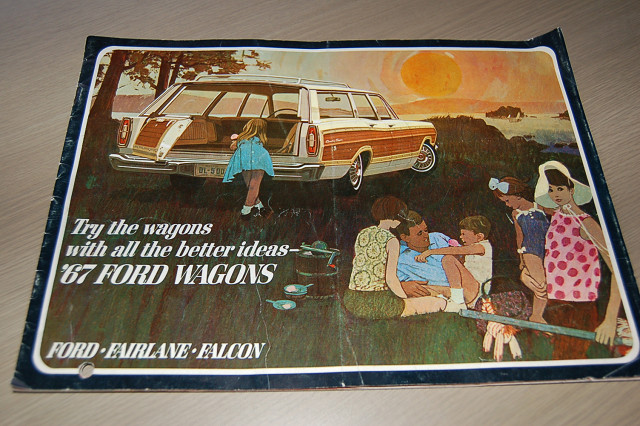 Try the wagons
with all the better ideas—
'67 FORD WAGONS
FORD · FAIRLANE · FALCON